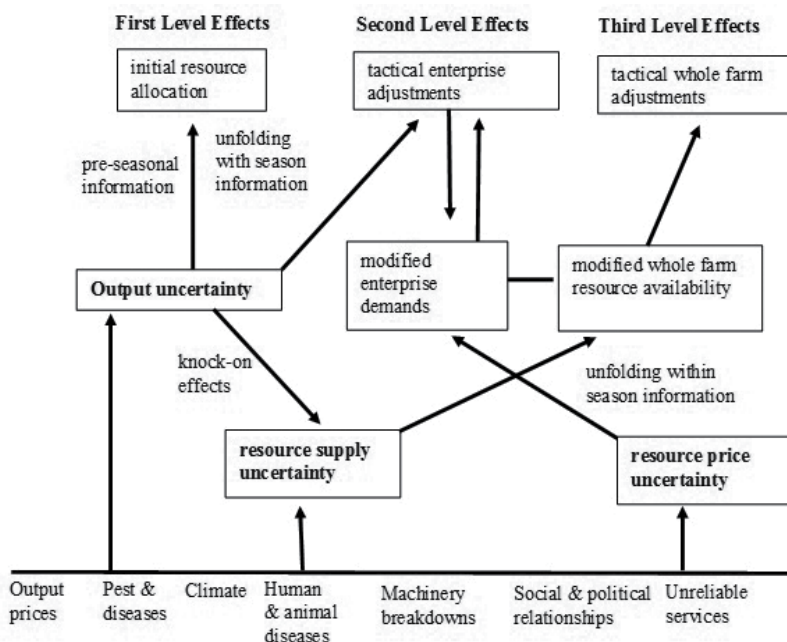 First Level Effects
Second Level Effects
Third Level Effects
initial resource
allocation
tactical enterprise
adjustments
tactical whole farm
adjustments
pre-seasonal
information
unfolding
with season
information
Output uncertainty
modified
enterprise
demands
modified whole farm
resource availability
knock-on
effects
unfolding within
season information
resource supply
uncertainty
resource price
uncertainty
Output
prices
Pest &
diseases
Climate
Human
& animal
diseases
Machinery
breakdowns
Social & political
relationships
Unreliable
services